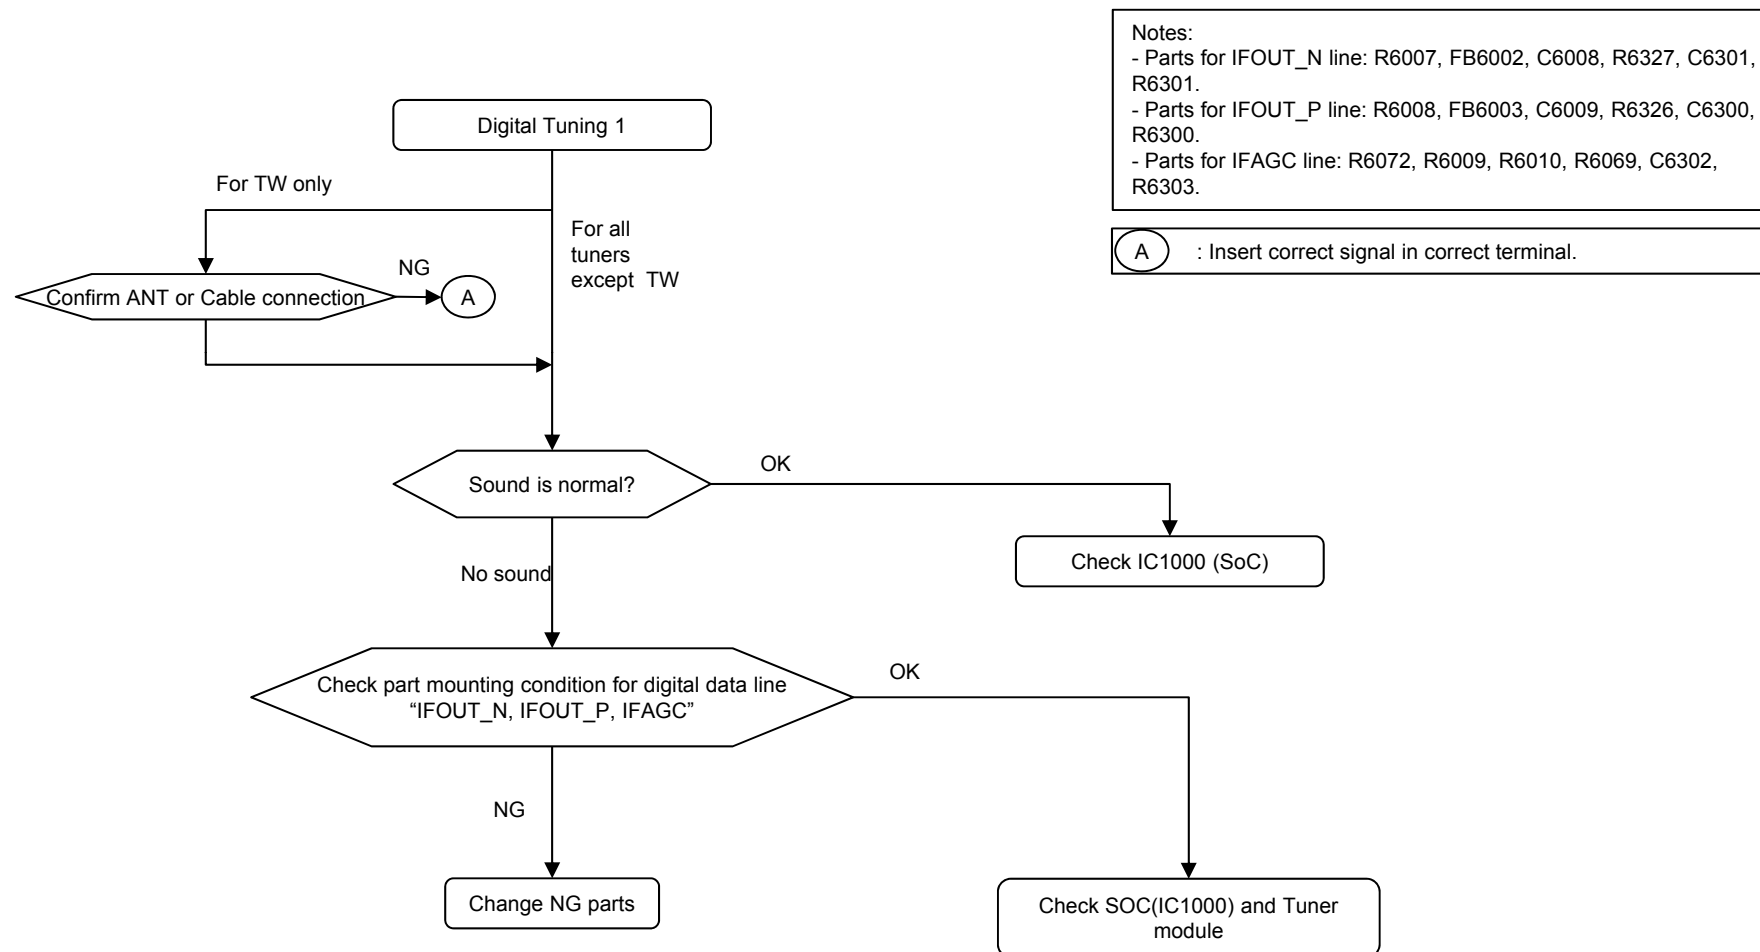 Notes:
- Parts for IFOUT_N line: R6007, FB6002, C6008, R6327, C6301,
R6301.
- Parts for IFOUT_P line: R6008, FB6003, C6009, R6326, C6300,
R6300.
- Parts for IFAGC line: R6072, R6009, R6010, R6069, C6302,
R6303.
A : Insert correct signal in correct terminal.
Digital Tuning 1
For TW only
For all
tuners
except TW
Confirm ANT or Cable connection
NG
A
Sound is normal?
OK
Check IC1000 (SoC)
No sound
Check part mounting condition for digital data line
“IFOUT_N, IFOUT_P, IFAGC”
OK
NG
Change NG parts
Check SOC(IC1000) and Tuner
module